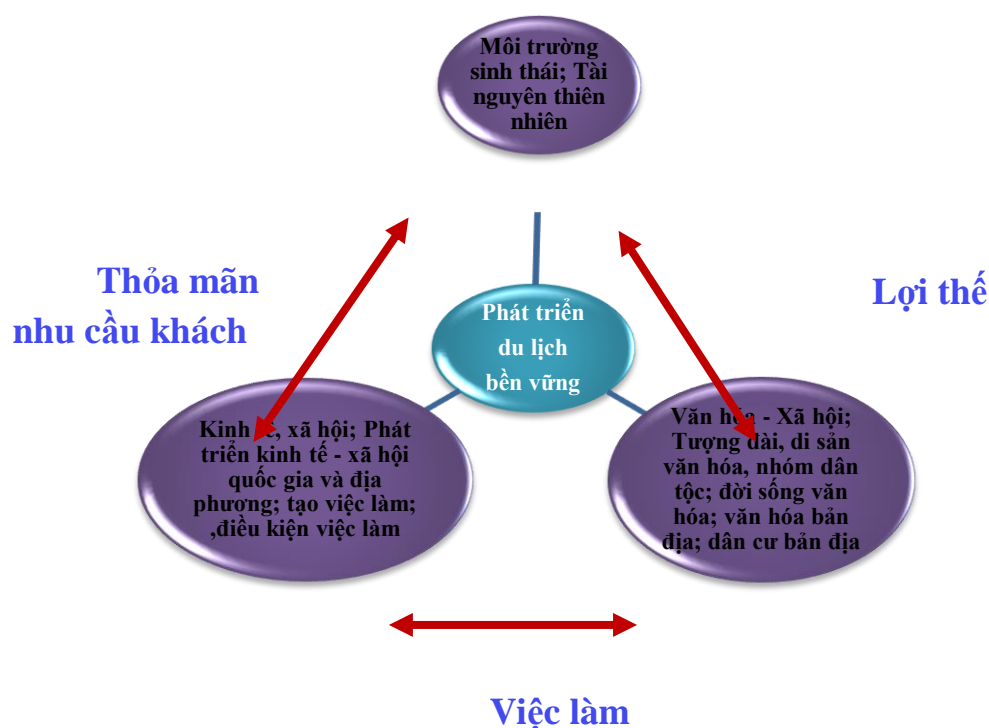 Môi trường
sinh thái; Tài
nguyên thiên
nhiên
Thỏa mãn
nhu cầu khách
Lợi thế
Phát triển
du lịch
bền vững
Kinh tế, xã hội; Phát
triển kinh tế - xã hội
quốc gia và địa
phương; tạo việc làm;
,điều kiện việc làm
Văn hóa - Xã hội;
Tượng đài, di sản
văn hóa, nhóm dân
tộc; đời sống văn
hóa; văn hóa bản
địa; dân cư bản địa
Việc làm